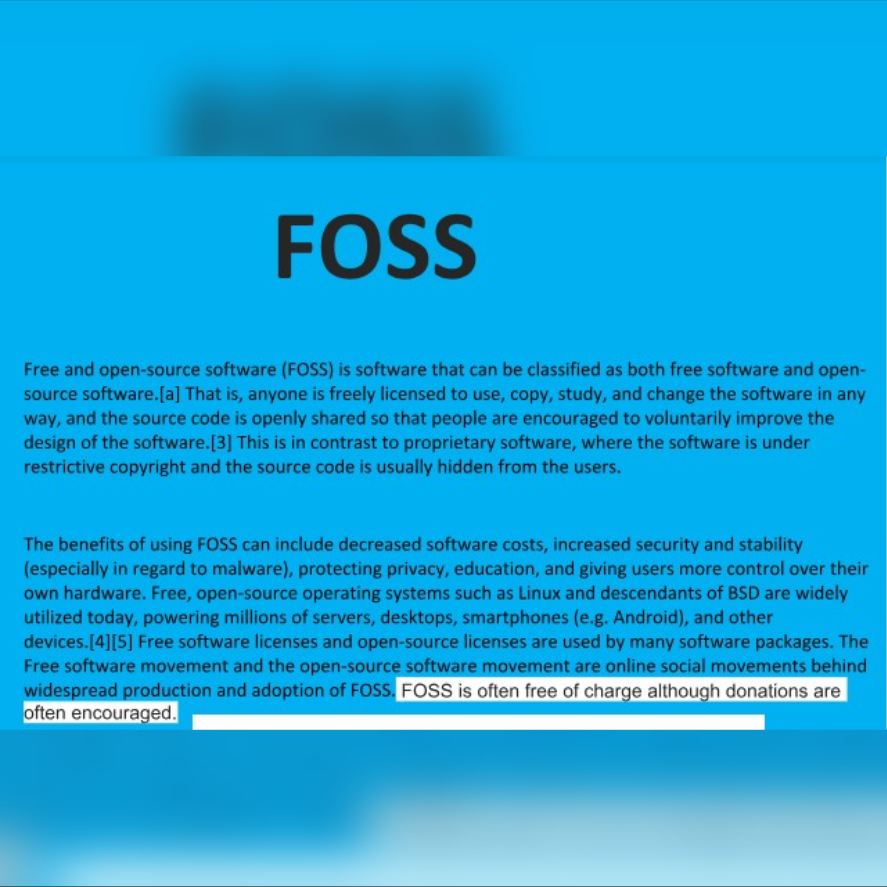 FOSS
Free and open-source software (FOSS) is software that can be classified as both free software and open-
source software.[a] That is, anyone is freely licensed to use, copy, study, and change the software in any
way, and the source code is openly shared so that people are encouraged to voluntarily improve the
design of the software.[3] This is in contrast to proprietary software, where the software is under
restrictive copyright and the source code is usually hidden from the users.
The benefits of using FOSS can include decreased software costs, increased security and stability
(especially in regard to malware), protecting privacy, education, and giving users more control over their
own hardware. Free, open-source operating systems such as Linux and descendants of BSD are widely
utilized today, powering millions of servers, desktops, smartphones (e.g. Android), and other
devices.[4][5] Free software licenses and open-source licenses are used by many software packages. The
Free software movement and the open-source software movement are online social movements behind
widespread production and adoption of FOSS. FOSS is often free of charge although donations are
often encouraged.